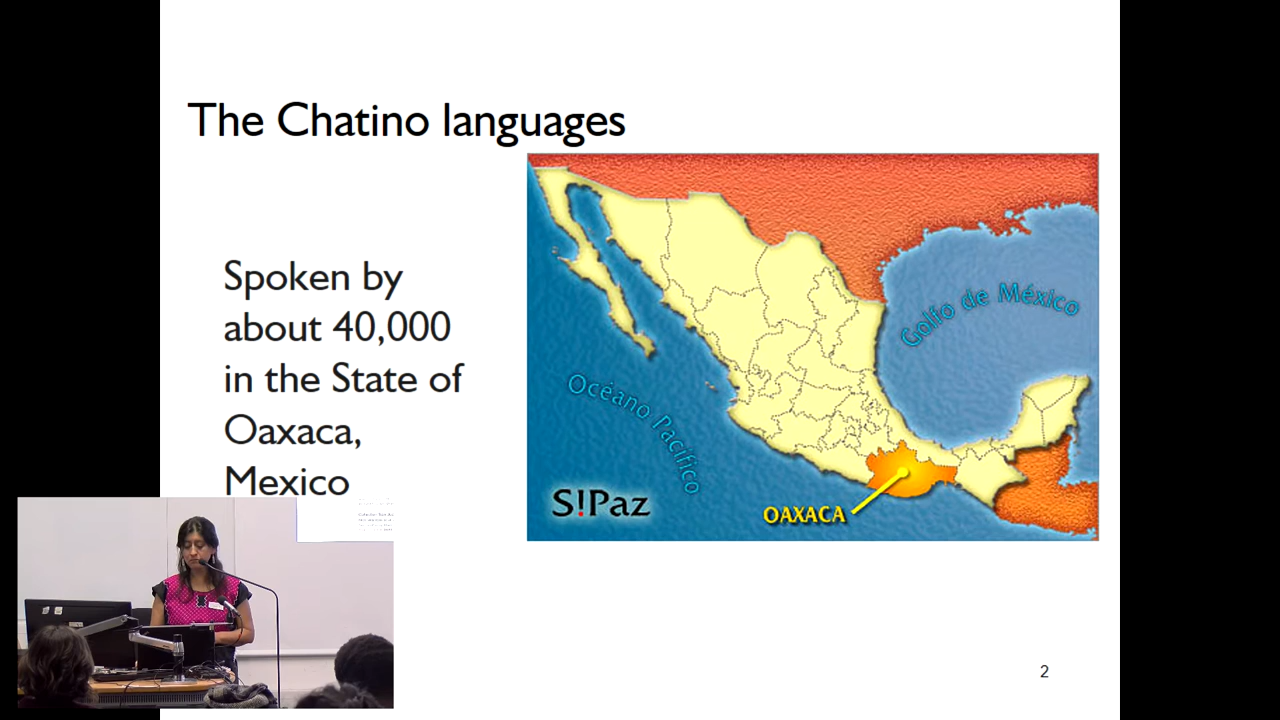 The Chatino languages
Spoken by
about 40,000
in the State of
Oaxaca,
Mexico
Golfo de México
Océano Pacífico
S!Paz
OAXACA
2